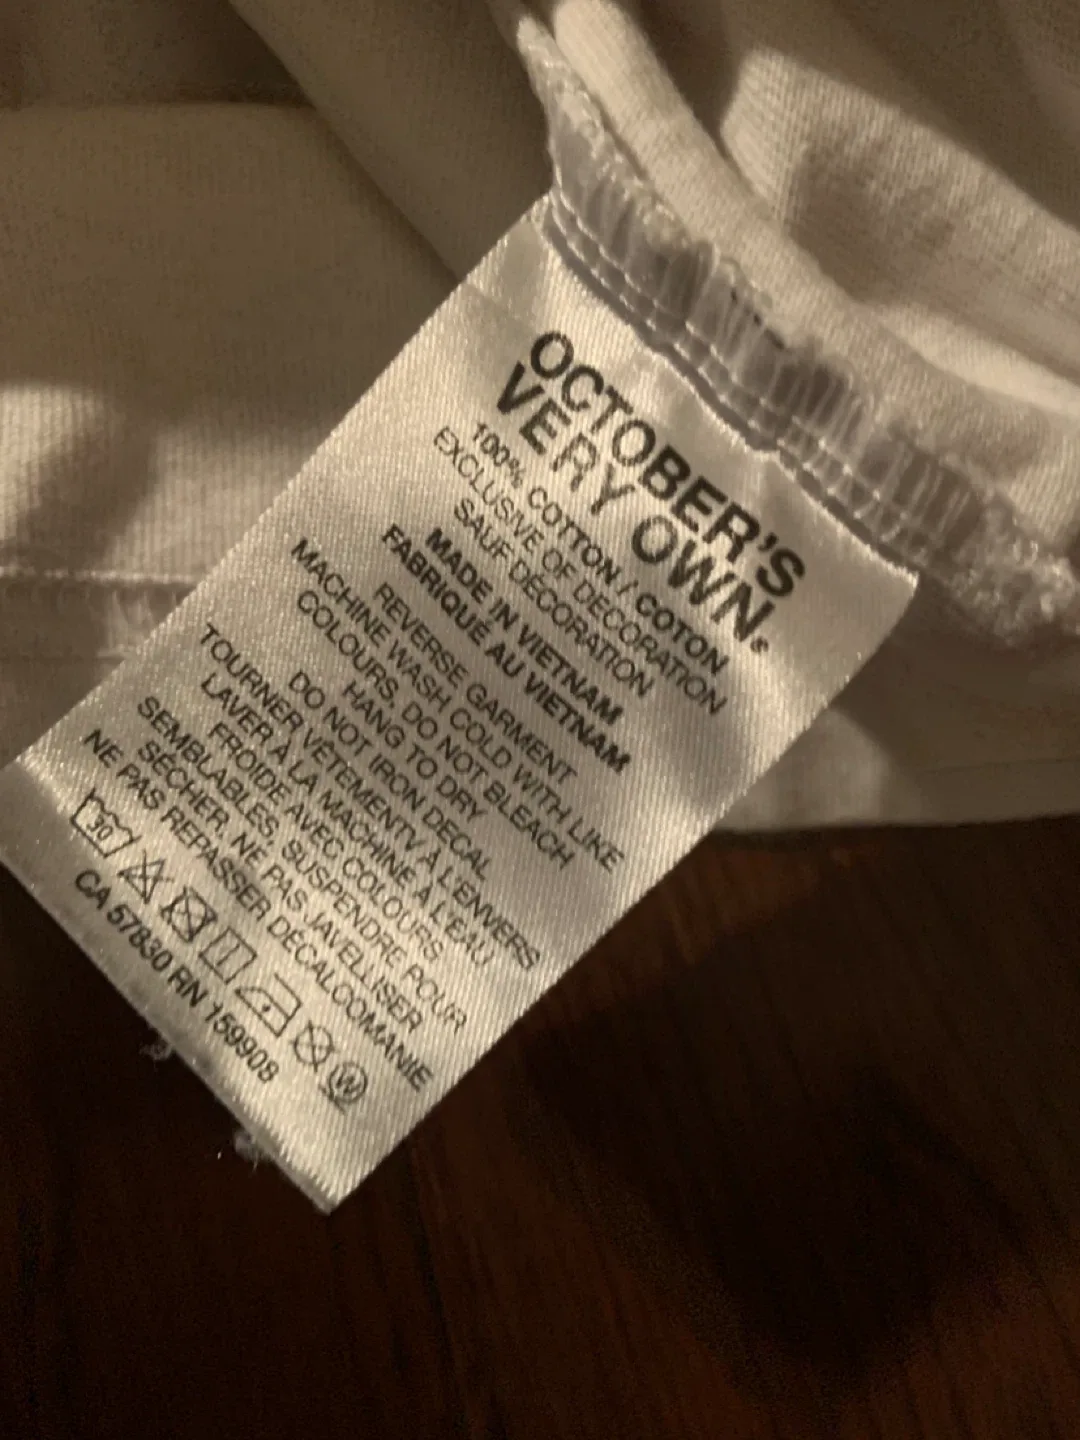 OCTOBER'S
VERY OWN®
100% COTTON / COTON
EXCLUSIVE OF DECORATION
SAUF DÉCORATION
MADE IN VIETNAM
FABRIQUÉ AU VIETNAM
REVERSE GARMENT
MACHINE WASH COLD WITH LIKE
COLOURS, DO NOT BLEACH
HANG TO DRY
DO NOT IRON DECAL
TOURNER VÊTEMENTV À L'ENVERS
LAVER À LA MACHINE À L'EAU
FROIDE AVEC COLOURS
SEMBLABLES, SUSPENDRE POUR
SÉCHER. NE PAS JAVELLISER
NE PAS REPASSER DÉCALCOMANIE
30 W
CA 57830 RN 159908